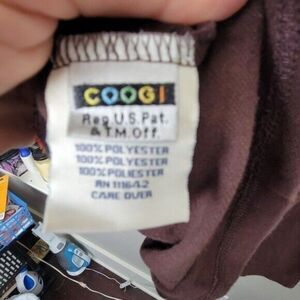 COOGI
Reg. U.S. Pat.
& T.M. Off.
100% POLYESTER
100% POLYESTER
100% POLIESTER
RN 111642
CARE OVER